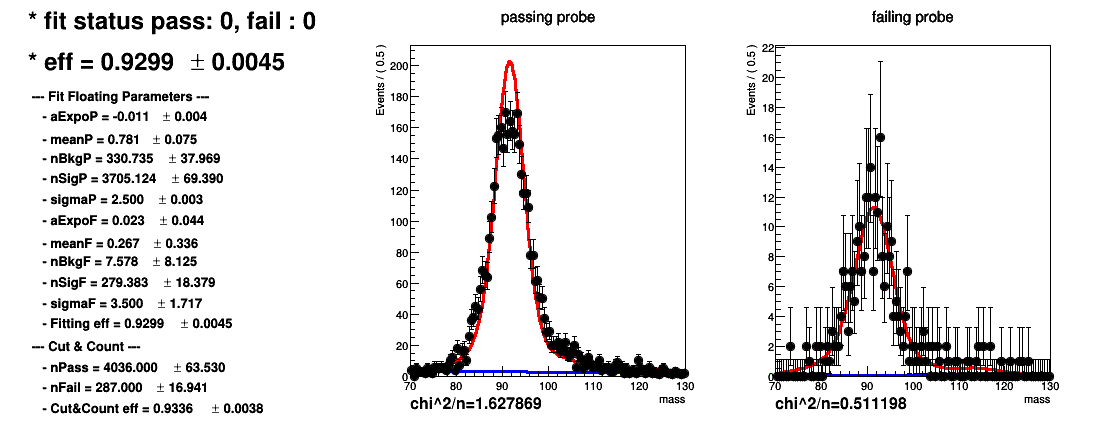 * fit status pass: 0, fail : 0
* eff = 0.9299 ± 0.0045
--- Fit Floating Parameters ---
- aExpoP = -0.011 ± 0.004
- meanP = 0.781 ± 0.075
- nBkgP = 330.735 ± 37.969
- nSigP = 3705.124 ± 69.390
- sigmaP = 2.500 ± 0.003
- aExpoF = 0.023 ± 0.044
- meanF = 0.267 ± 0.336
- nBkgF = 7.578 ± 8.125
- nSigF = 279.383 ± 18.379
- sigmaF = 3.500 ± 1.717
- Fitting eff = 0.9299 ± 0.0045
--- Cut & Count ---
- nPass = 4036.000 ± 63.530
- nFail = 287.000 ± 16.941
- Cut&Count eff = 0.9336 ± 0.0038
passing probe
Events / ( 0.5 )
200
180
160
140
120
100
80
60
40
20
0
70 80 90 100 110 120 130
mass
chi^2/n=1.627869
failing probe
Events / ( 0.5 )
22
20
18
16
14
12
10
8
6
4
2
0
70 80 90 100 110 120 130
mass
chi^2/n=0.511198